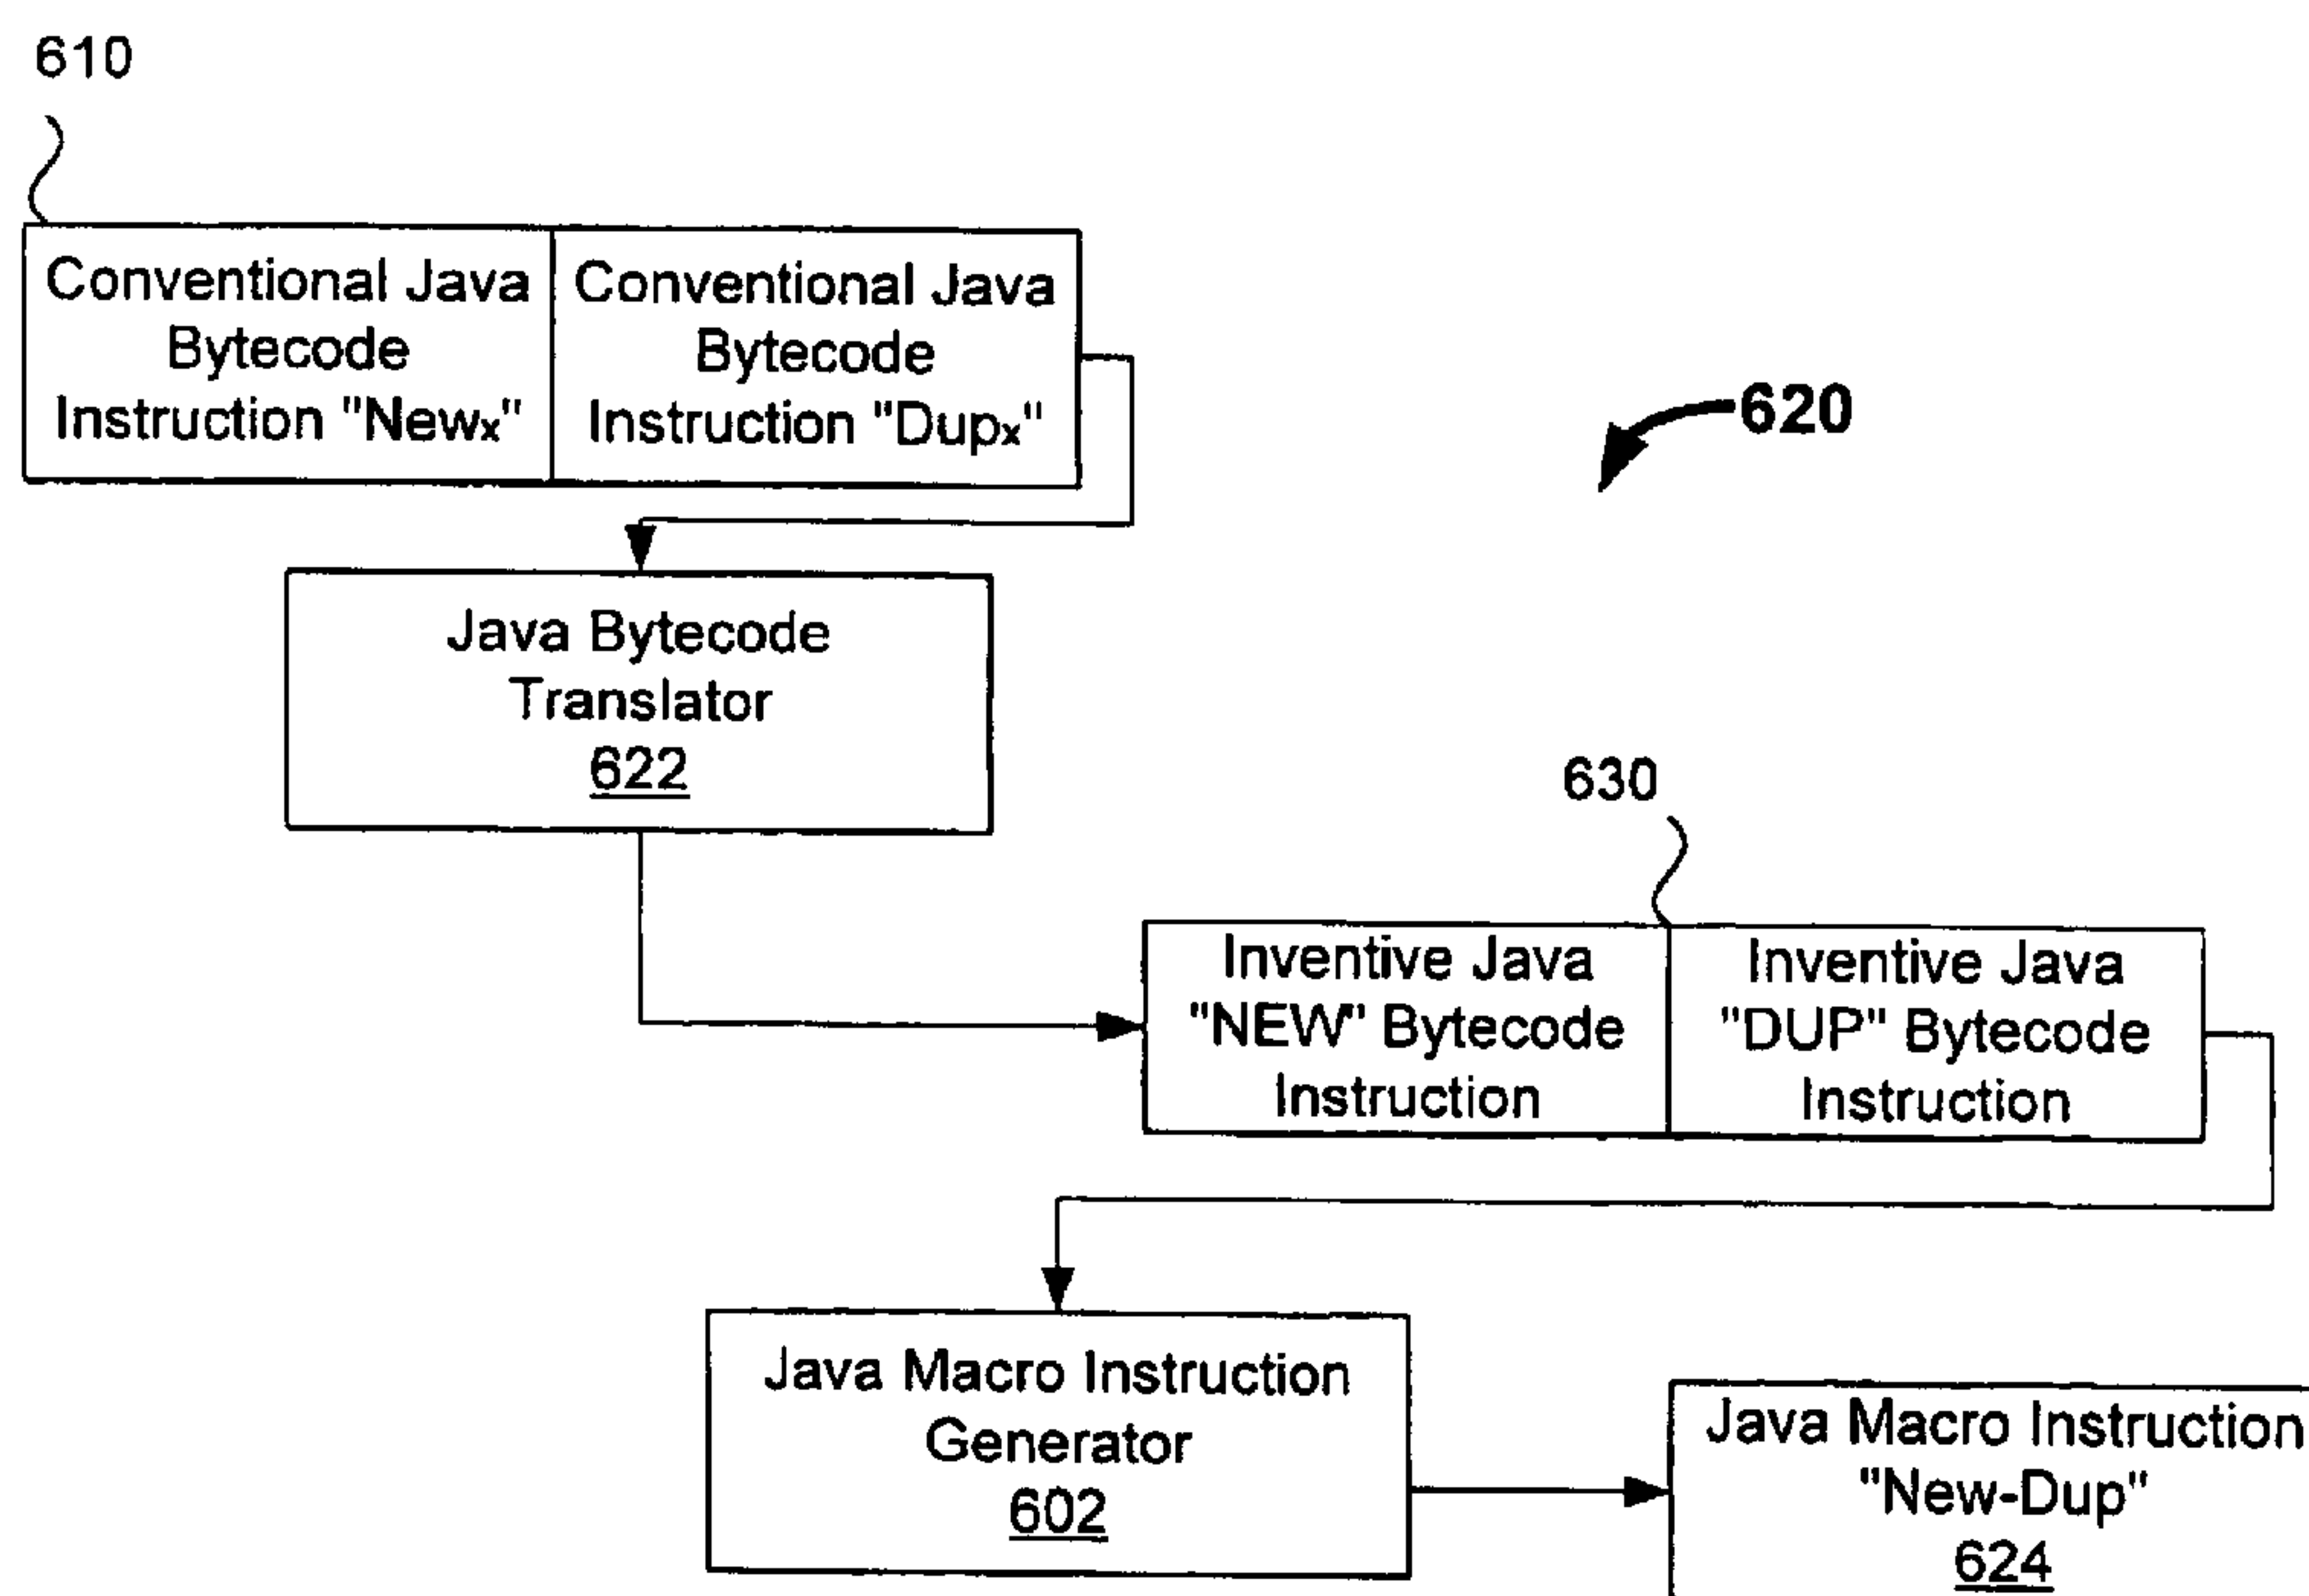 610
Conventional Java
Bytecode
Instruction "Newx"
Conventional Java
Bytecode
Instruction "Dupx"
620
Java Bytecode
Translator
622
630
Inventive Java
"NEW" Bytecode
Instruction
Inventive Java
"DUP" Bytecode
Instruction
Java Macro Instruction
Generator
602
Java Macro Instruction
"New-Dup"
624